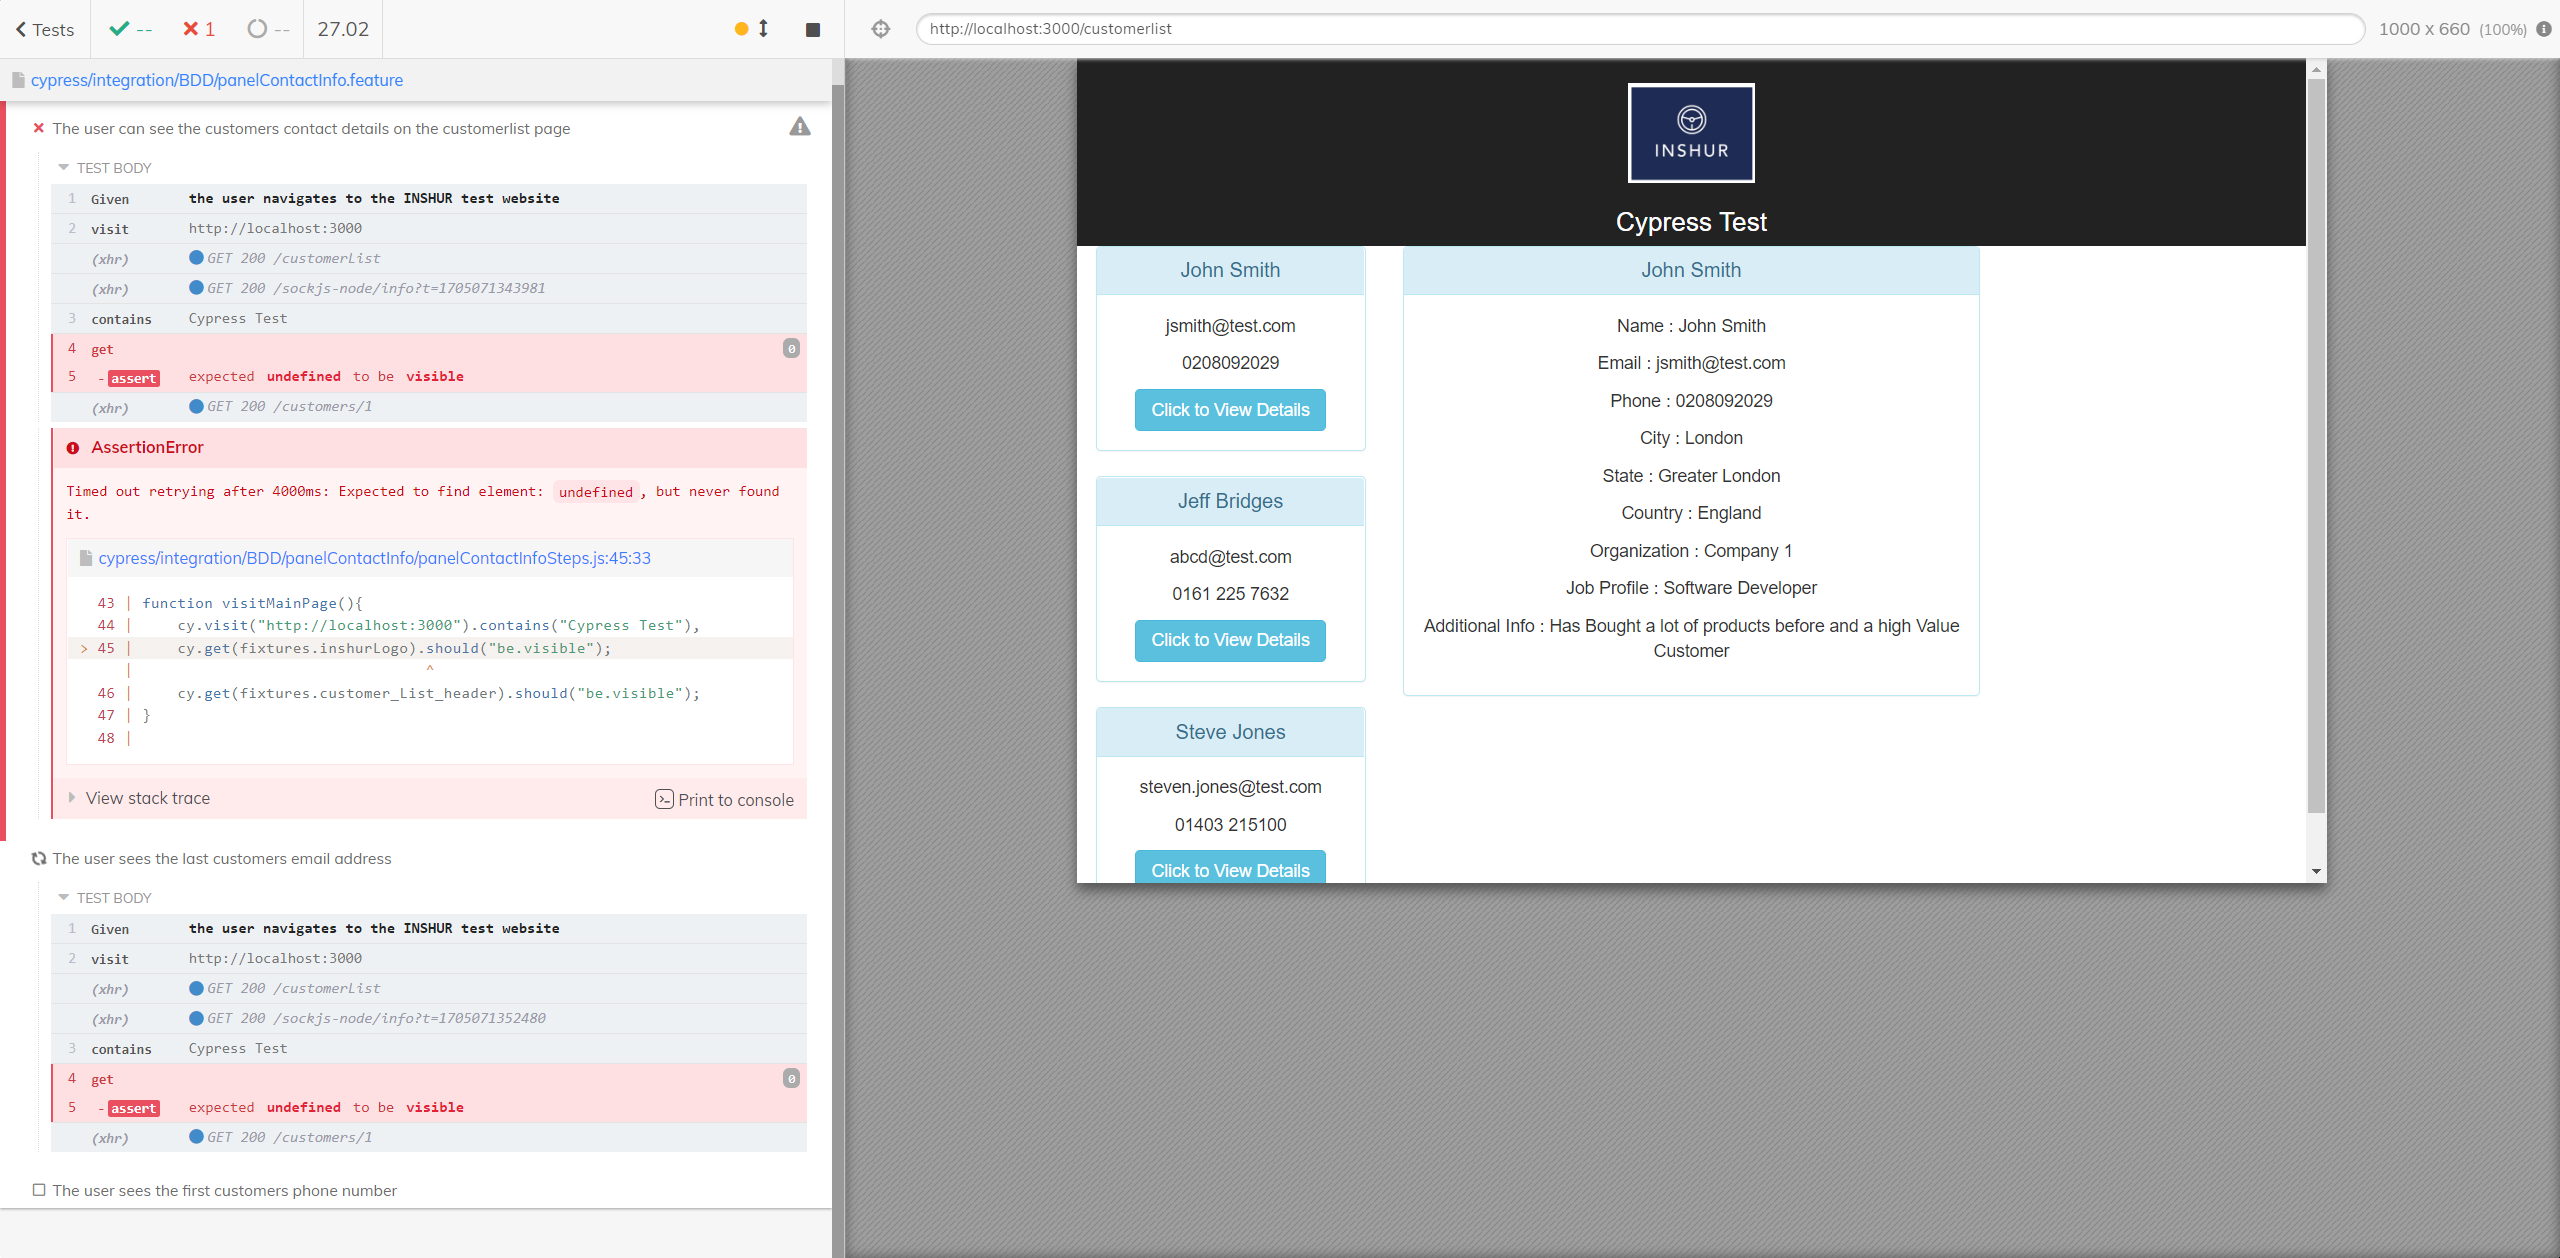 Tests
--
1
--
27.02
http://localhost:3000/customerlist
1000 x 660 (100%)
cypress/integration/BDD/panelContactInfo.feature
The user can see the customers contact details on the customerlist page
TEST BODY
1 Given the user navigates to the INSHUR test website
2 visit http://localhost:3000
(xhr) GET 200 /customerList
(xhr) GET 200 /sockjs-node/info?t=1705071343981
3 contains Cypress Test
4 get 0
5 -assert expected undefined to be visible
(xhr) GET 200 /customers/1
AssertionError
Timed out retrying after 4000ms: Expected to find element: undefined, but never found
it.
cypress/integration/BDD/panelContactInfo/panelContactInfoSteps.js:45:33
43 | function visitMainPage(){
44 | cy.visit("http://localhost:3000").contains("Cypress Test"),
> 45 | cy.get(fixtures.inshurLogo).should("be.visible");
| ^
46 | cy.get(fixtures.customer_List_header).should("be.visible");
47 | }
48 |
View stack trace
Print to console
The user sees the last customers email address
TEST BODY
1 Given the user navigates to the INSHUR test website
2 visit http://localhost:3000
(xhr) GET 200 /customerList
(xhr) GET 200 /sockjs-node/info?t=1705071352480
3 contains Cypress Test
4 get 0
5 -assert expected undefined to be visible
(xhr) GET 200 /customers/1
The user sees the first customers phone number
INSHUR
Cypress Test
John Smith
jsmith@test.com
0208092029
Click to View Details
Jeff Bridges
abcd@test.com
0161 225 7632
Click to View Details
Steve Jones
steven.jones@test.com
01403 215100
Click to View Details
John Smith
Name : John Smith
Email : jsmith@test.com
Phone : 0208092029
City : London
State : Greater London
Country : England
Organization : Company 1
Job Profile : Software Developer
Additional Info : Has Bought a lot of products before and a high Value
Customer